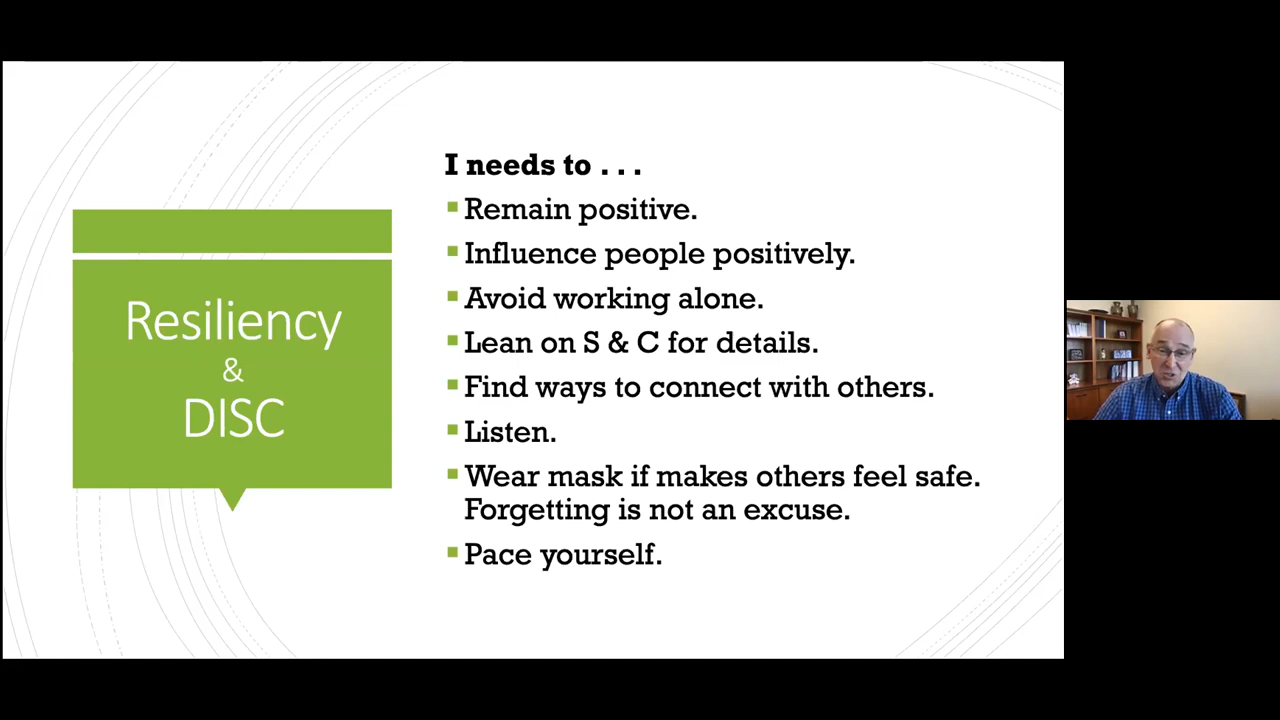 Resiliency
&
DISC
I needs to . . .
Remain positive.
Influence people positively.
Avoid working alone.
Lean on S & C for details.
Find ways to connect with others.
Listen.
Wear mask if makes others feel safe.
Forgetting is not an excuse.
Pace yourself.